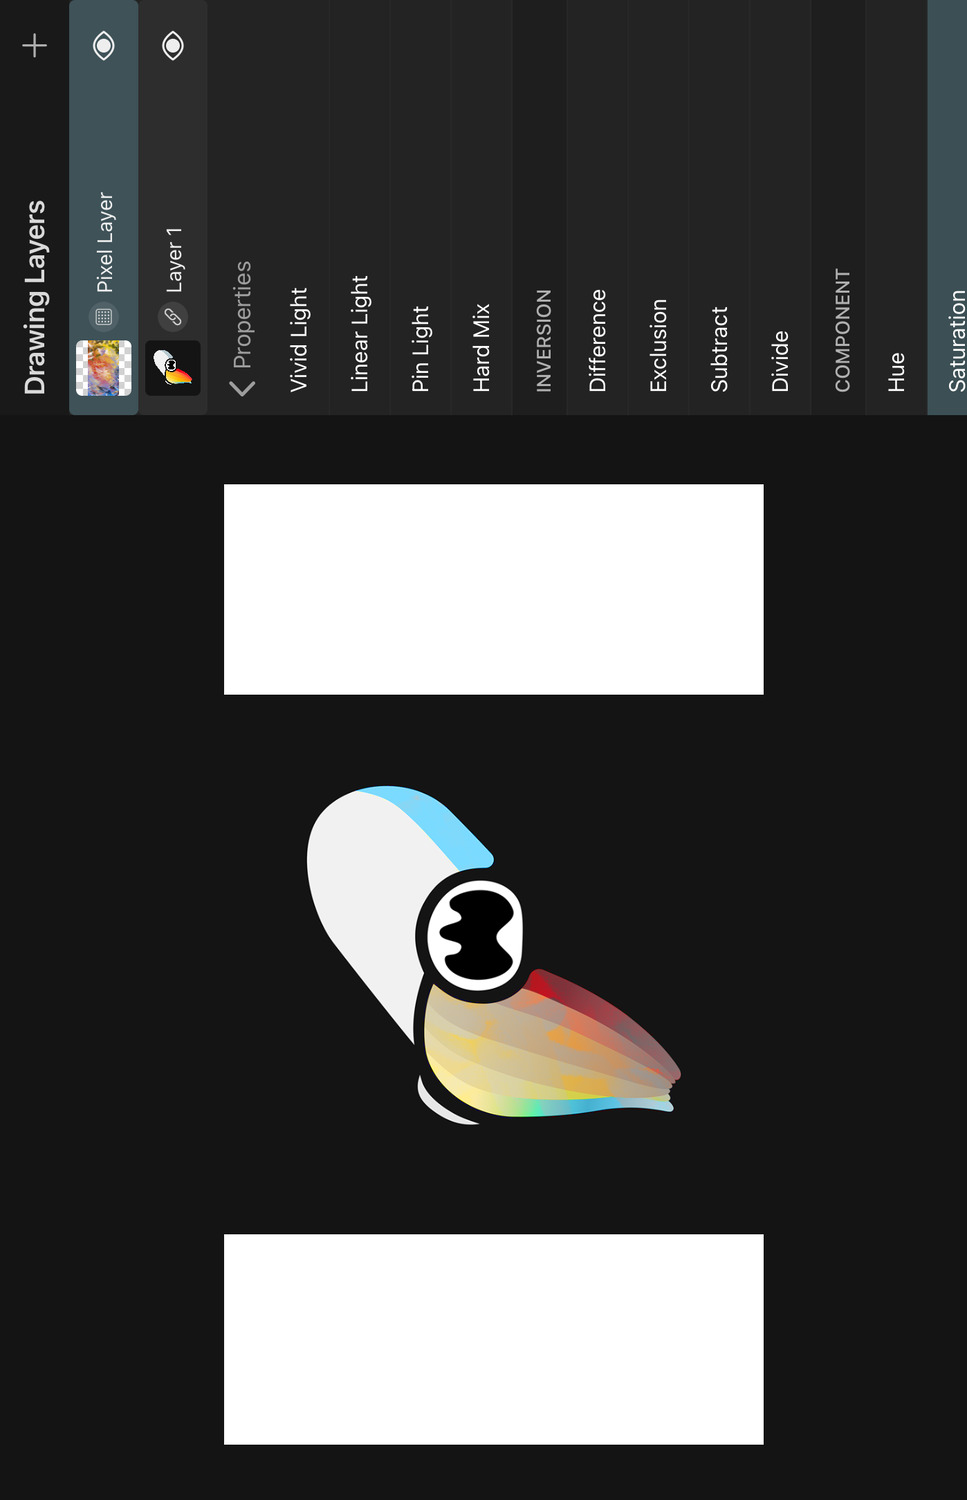 Drawing Layers
Pixel Layer
Layer 1
Properties
Vivid Light
Linear Light
Pin Light
Hard Mix
INVERSION
Difference
Exclusion
Subtract
Divide
COMPONENT
Hue
Saturation